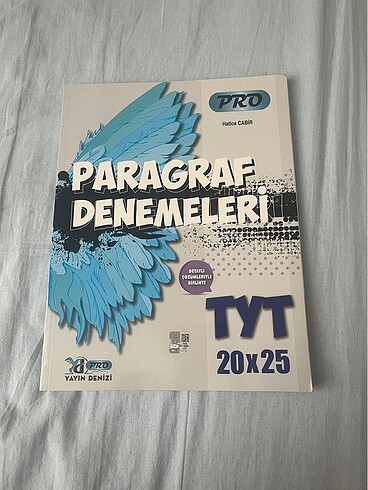 PRO
Hatice CABİR
PARAGRAF
DENEMELERİ
DETAYLI
ÇÖZÜMLERİYLE
BİRLİKTE
TYT
20x25
a PRO
YAYIN DENİZİ